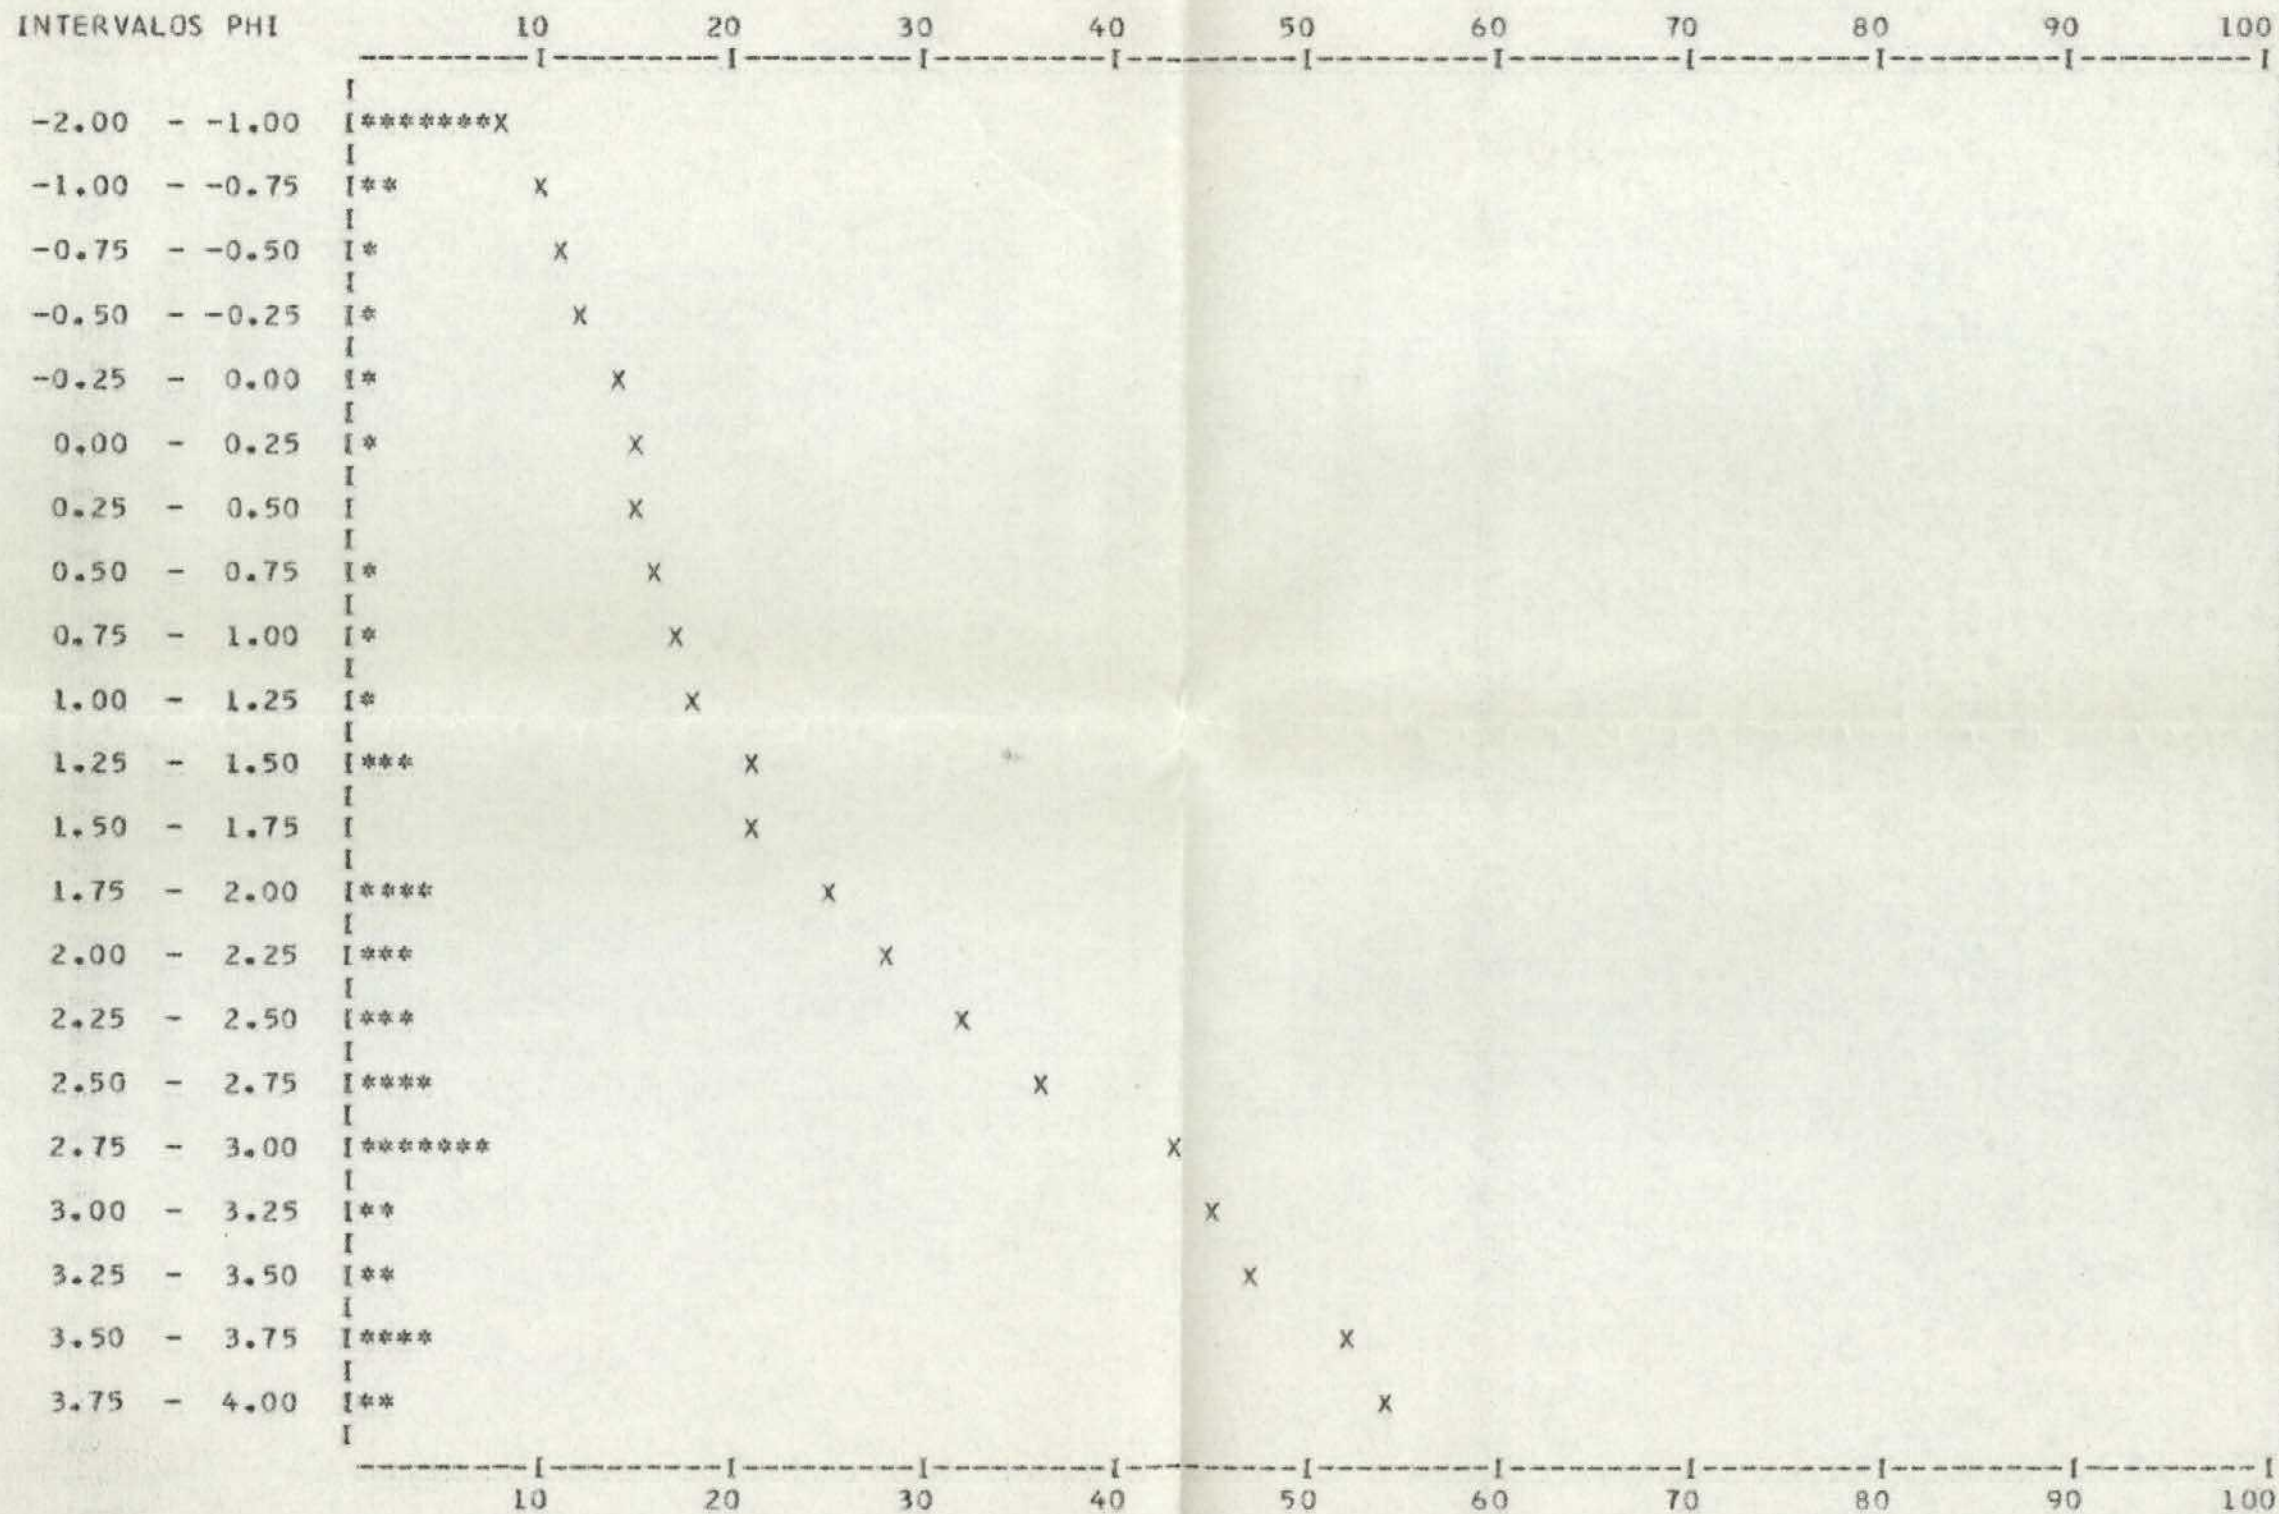 INTERVALOS PHI 10 20 30 40 50 60 70 80 90 100
---------I---------I---------I---------I---------I---------I---------I---------I---------I---------I
I
-2.00 - -1.00 I*******X
I
-1.00 - -0.75 I** X
I
-0.75 - -0.50 I* X
I
-0.50 - -0.25 I* X
I
-0.25 - 0.00 I* X
I
0.00 - 0.25 I* X
I
0.25 - 0.50 I X
I
0.50 - 0.75 I* X
I
0.75 - 1.00 I* X
I
1.00 - 1.25 I* X
I
1.25 - 1.50 I*** X
I
1.50 - 1.75 I X
I
1.75 - 2.00 I**** X
I
2.00 - 2.25 I*** X
I
2.25 - 2.50 I*** X
I
2.50 - 2.75 I**** X
I
2.75 - 3.00 I******* X
I
3.00 - 3.25 I** X
I
3.25 - 3.50 I** X
I
3.50 - 3.75 I**** X
I
3.75 - 4.00 I** X
I
---------I---------I---------I---------I---------I---------I---------I---------I---------I---------I
10 20 30 40 50 60 70 80 90 100